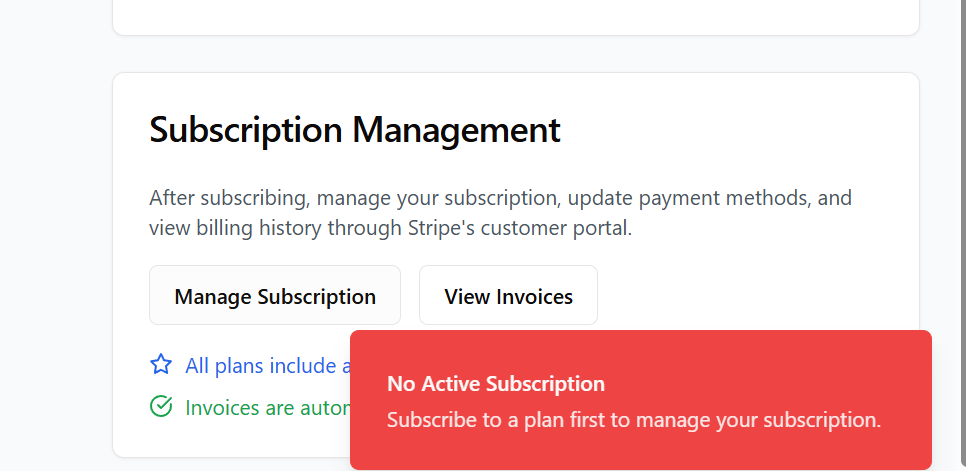 Subscription Management
After subscribing, manage your subscription, update payment methods, and
view billing history through Stripe's customer portal.
Manage Subscription
View Invoices
All plans include a
Invoices are autom
No Active Subscription
Subscribe to a plan first to manage your subscription.